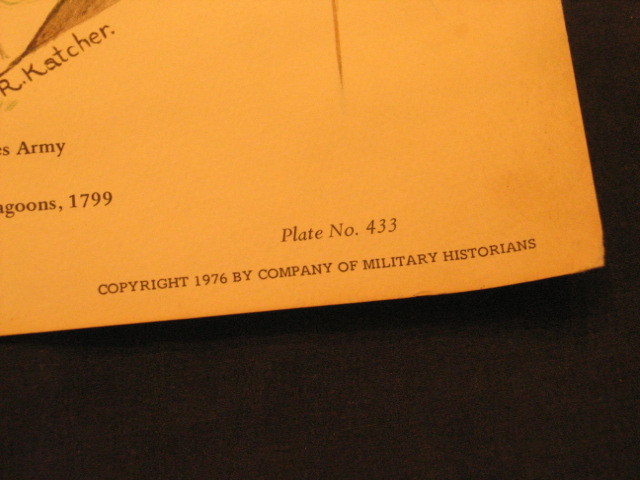 R. Katcher.
es Army
agoons, 1799
Plate No. 433
COPYRIGHT 1976 BY COMPANY OF MILITARY HISTORIANS